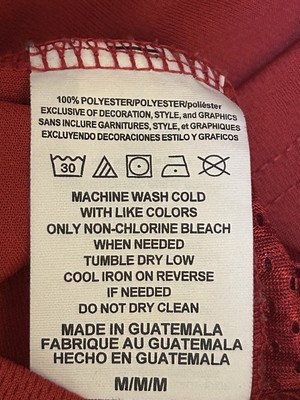 100% POLYESTER/POLYESTER/poliéster
EXCLUSIVE OF DECORATION, STYLE, and GRAPHICS
SANS INCLURE GARNITURES, STYLE, et GRAPHIQUES
EXCLUYENDO DECORACIONES ESTILO Y GRAFICOS
30
MACHINE WASH COLD
WITH LIKE COLORS
ONLY NON-CHLORINE BLEACH
WHEN NEEDED
TUMBLE DRY LOW
COOL IRON ON REVERSE
IF NEEDED
DO NOT DRY CLEAN
MADE IN GUATEMALA
FABRIQUE AU GUATEMALA
HECHO EN GUATEMALA
M/M/M